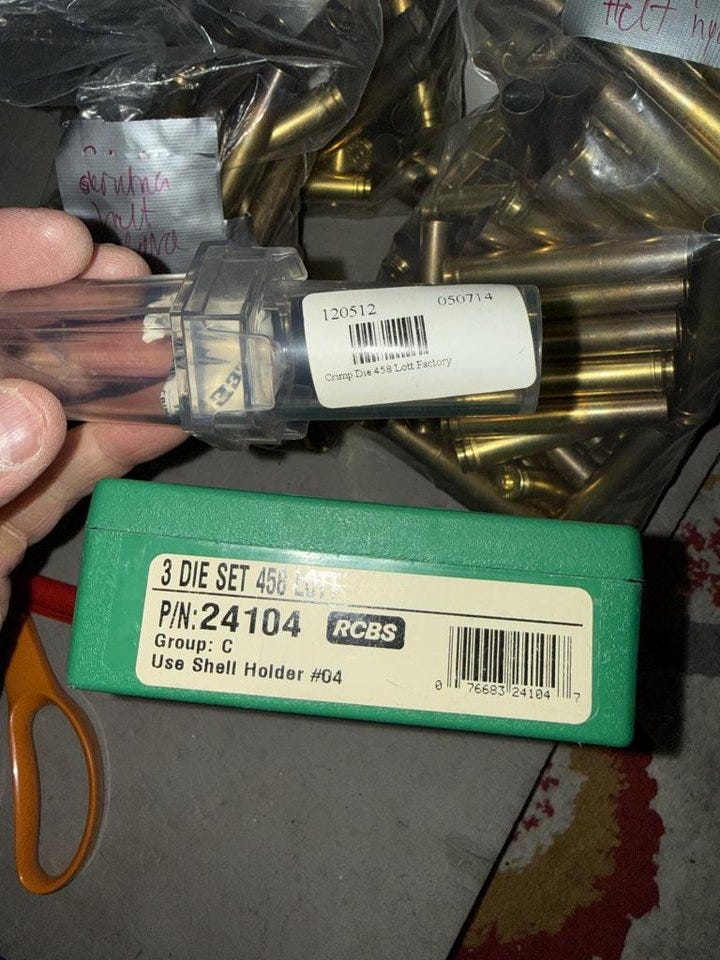 120512 050714
Crimp Die 458 Lott Factory
3 DIE SET 458 LOTT
P/N:24104 RCBS
Group: C
Use Shell Holder #04
0 76683 24104 7